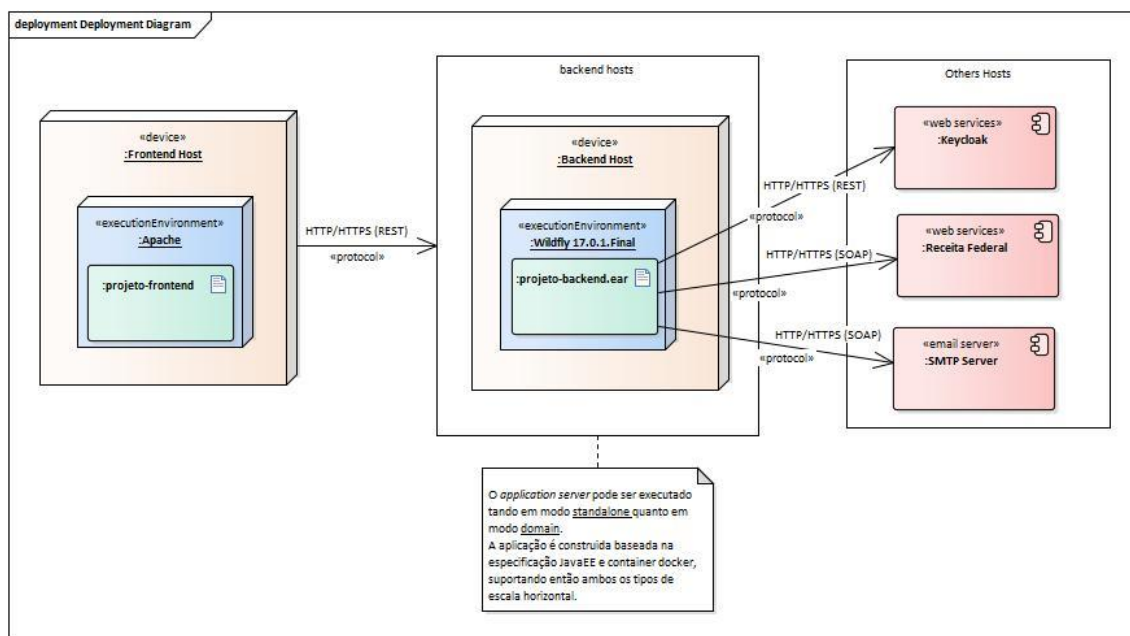 deployment Deployment Diagram
«device»
:Frontend Host
«executionEnvironment»
:Apache
:projeto-frontend
HTTP/HTTPS (REST)
«protocol»
backend hosts
«device»
:Backend Host
«executionEnvironment»
:Wildfly 17.0.1.Final
:projeto-backend.ear
HTTP/HTTPS (REST)
«protocol»
HTTP/HTTPS (SOAP)
«protocol»
HTTP/HTTPS (SOAP)
«protocol»
Others Hosts
«web services»
:Keycloak
«web services»
:Receita Federal
«email server»
:SMTP Server
O application server pode ser executado
tando em modo standalone quanto em
modo domain.
A aplicação é construida baseada na
especificação JavaEE e container docker,
suportando então ambos os tipos de
escala horizontal.